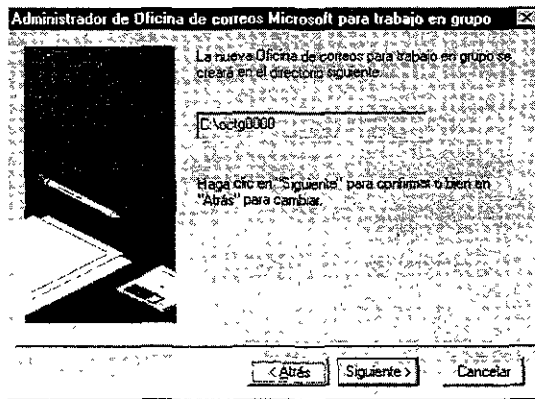 Administrador de Oficina de correos Microsoft para trabajo en grupo
La nueva Oficina de correos para trabajo en grupo se
creará en el directorio siguiente:
C:\octg0000
Haga clic en "Siguiente" para confirmar o bien en
"Atrás" para cambiar.
< Atrás
Siguiente >
Cancelar